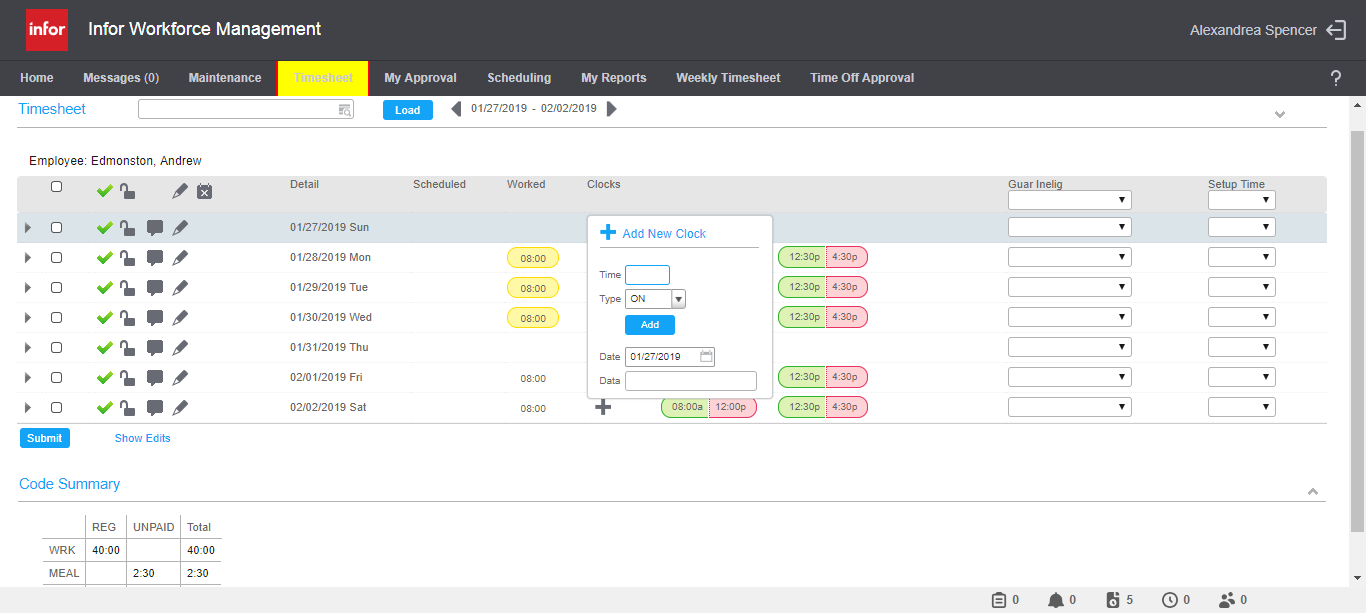 infor Infor Workforce Management Alexandrea Spencer
Home Messages (0) Maintenance Timesheet My Approval Scheduling My Reports Weekly Timesheet Time Off Approval ?
Timesheet Load 01/27/2019 - 02/02/2019
Employee: Edmonston, Andrew
Detail Scheduled Worked Clocks Guar Inelig Setup Time
01/27/2019 Sun
Add New Clock
01/28/2019 Mon 08:00 12:30p 4:30p
Time
01/29/2019 Tue 08:00 12:30p 4:30p
Type ON
01/30/2019 Wed 08:00 12:30p 4:30p
Add
01/31/2019 Thu
Date 01/27/2019
02/01/2019 Fri 08:00 12:30p 4:30p
Data
02/02/2019 Sat 08:00 08:00a 12:00p 12:30p 4:30p
Submit Show Edits
Code Summary
REG UNPAID Total
WRK 40:00 40:00
MEAL 2:30 2:30
0 0 5 0 0